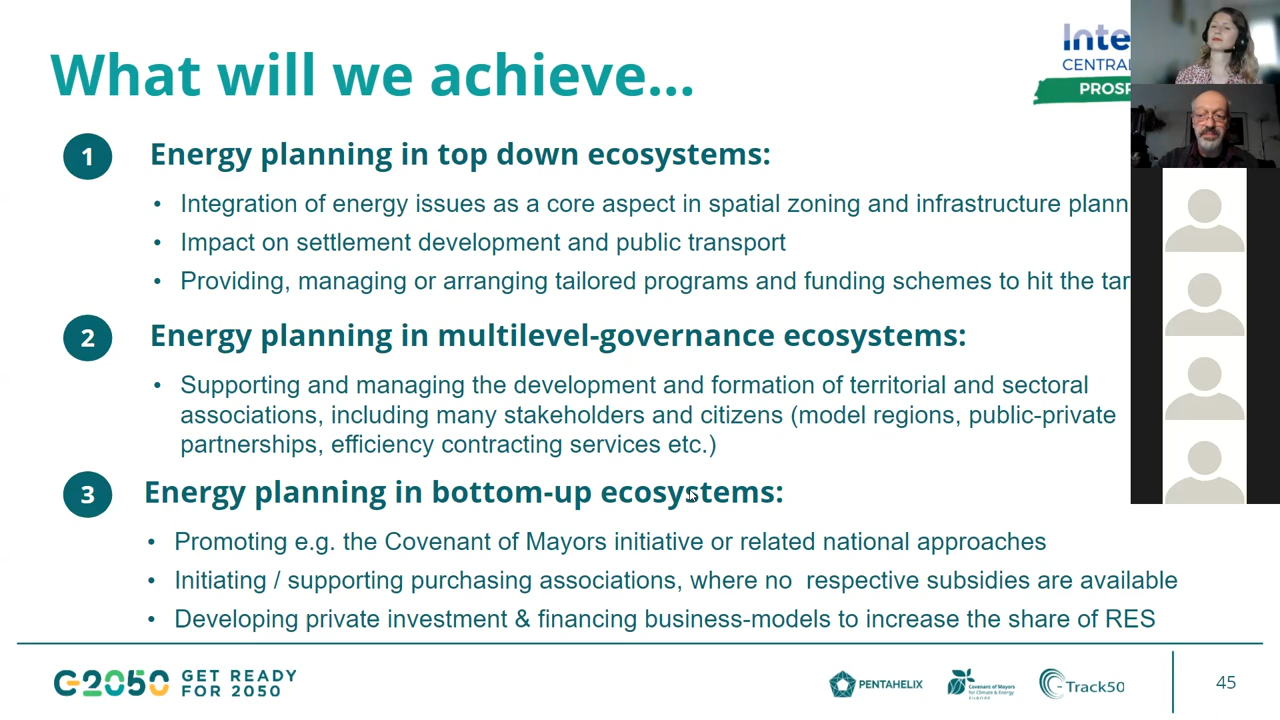 What will we achieve...
Inte
CENTRAL
PROSP
1 Energy planning in top down ecosystems:
• Integration of energy issues as a core aspect in spatial zoning and infrastructure plann
• Impact on settlement development and public transport
• Providing, managing or arranging tailored programs and funding schemes to hit the tar
2 Energy planning in multilevel-governance ecosystems:
• Supporting and managing the development and formation of territorial and sectoral
associations, including many stakeholders and citizens (model regions, public-private
partnerships, efficiency contracting services etc.)
3 Energy planning in bottom-up ecosystems:
• Promoting e.g. the Covenant of Mayors initiative or related national approaches
• Initiating / supporting purchasing associations, where no respective subsidies are available
• Developing private investment & financing business-models to increase the share of RES
C-2050 GET READY
FOR 2050
PENTAHELIX
Covenant of Mayors
for Climate & Energy
C-Track50
45